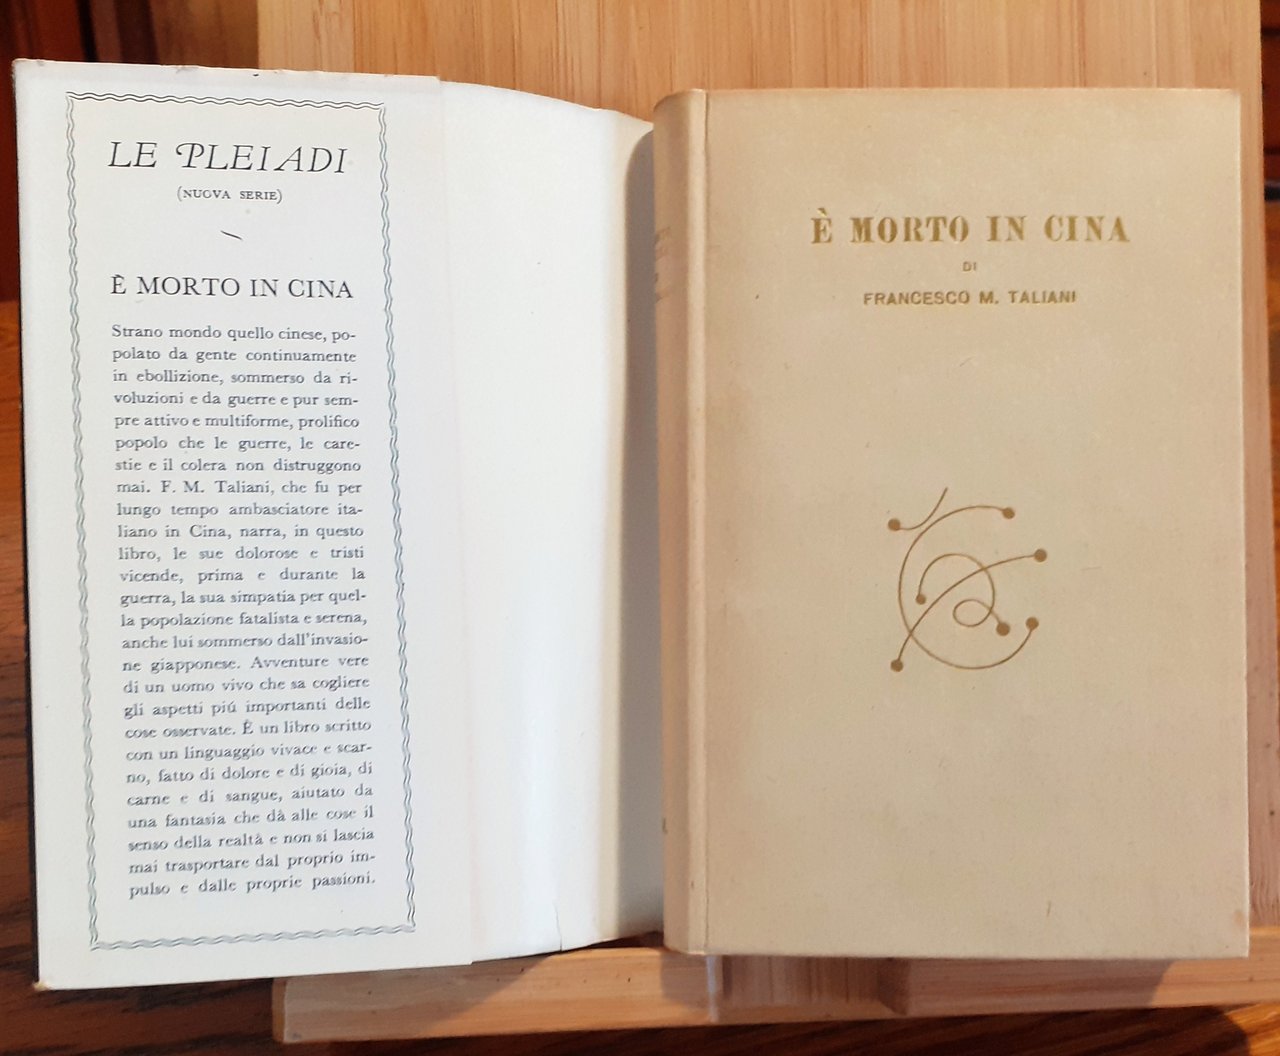 LE PLEIADI
(NUOVA SERIE)
È MORTO IN CINA
Strano mondo quello cinese, po-
polato da gente continuamente
in ebollizione, sommerso da ri-
voluzioni e da guerre e pur sem-
pre attivo e multiforme, prolifico
popolo che le guerre, le care-
stie e il colera non distruggono
mai. F. M. Taliani, che fu per
lungo tempo ambasciatore ita-
liano in Cina, narra, in questo
libro, le sue dolorose e tristi
vicende, prima e durante la
guerra, la sua simpatia per quel-
la popolazione fatalista e serena,
anche lui sommerso dall'invasio-
ne giapponese. Avventure vere
di un uomo vivo che sa cogliere
gli aspetti piú importanti delle
cose osservate. È un libro scritto
con un linguaggio vivace e scar-
no, fatto di dolore e di gioia, di
carne e di sangue, aiutato da
una fantasia che dà alle cose il
senso della realtà e non si lascia
mai trasportare dal proprio im-
pulso e dalle proprie passioni.
È MORTO IN CINA
DI
FRANCESCO M. TALIANI